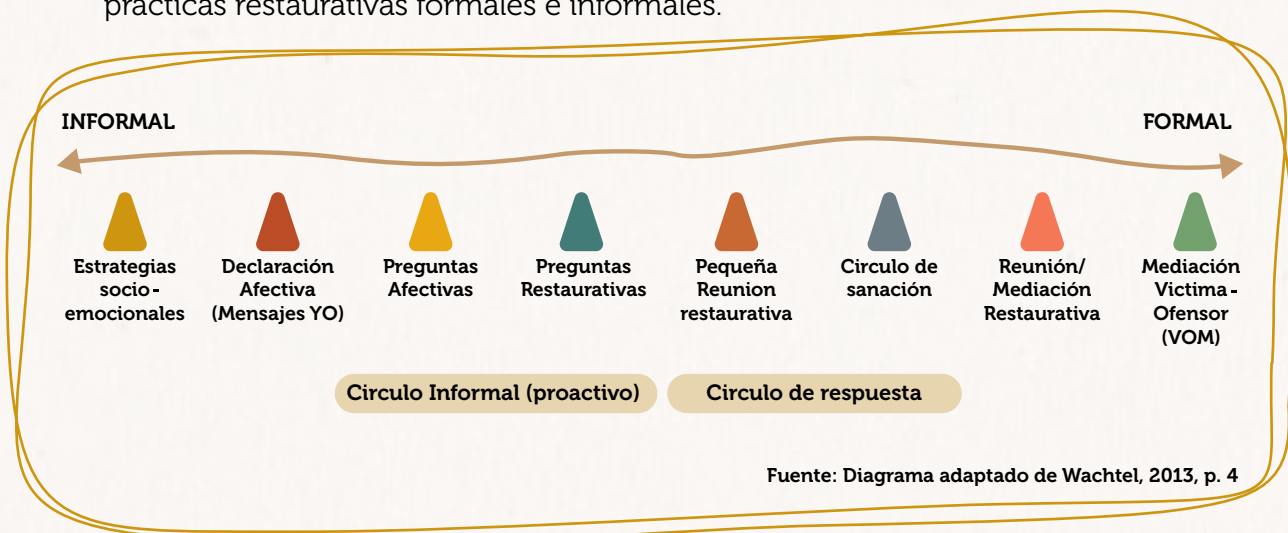 prácticas restaurativas formales e informales.
INFORMAL
FORMAL
Estrategias
socio-
emocionales
Declaración
Afectiva
(Mensajes YO)
Preguntas
Afectivas
Preguntas
Restaurativas
Pequeña
Reunion
restaurativa
Circulo de
sanación
Reunión/
Mediación
Restaurativa
Mediación
Victima-
Ofensor
(VOM)
Circulo Informal (proactivo)
Circulo de respuesta
Fuente: Diagrama adaptado de Wachtel, 2013, p. 4